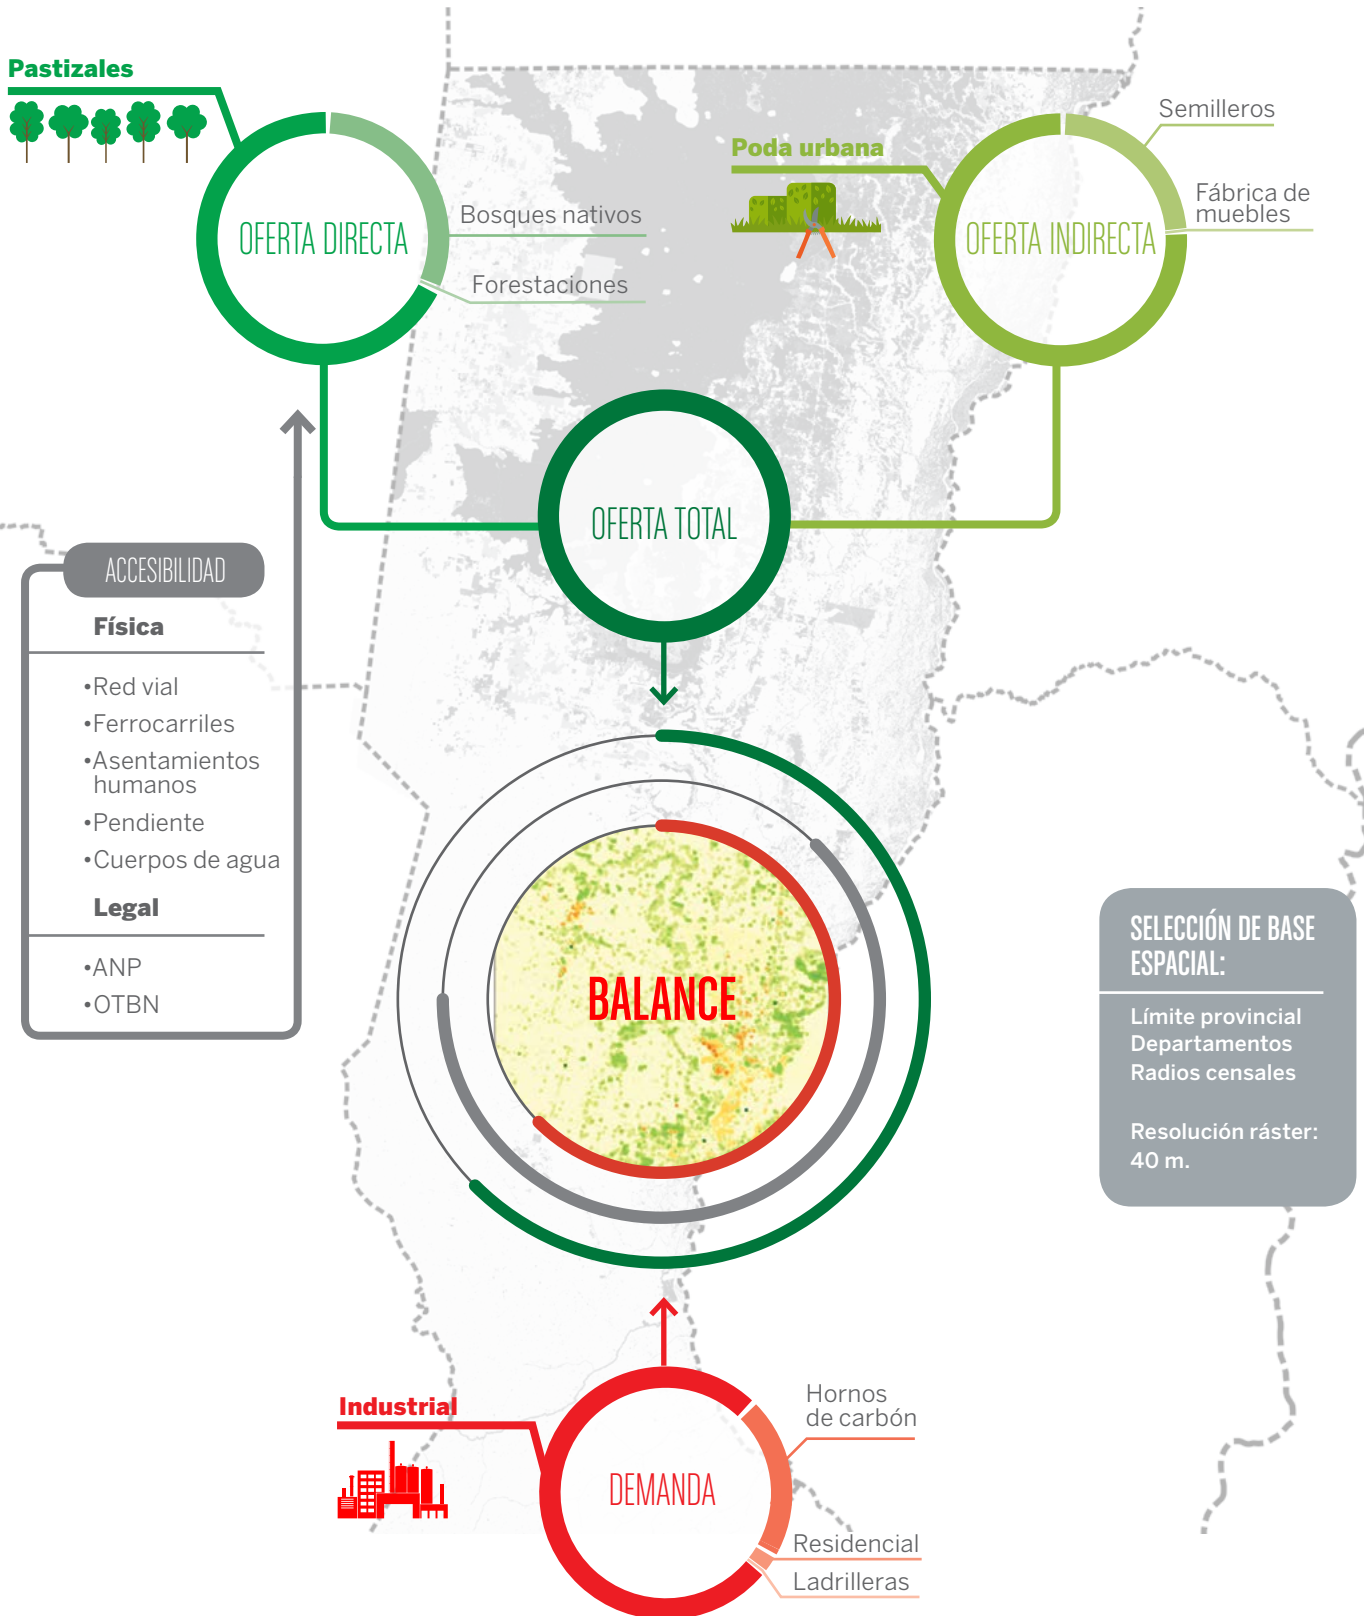 Pastizales
OFERTA DIRECTA
Bosques nativos
Forestaciones
Poda urbana
OFERTA INDIRECTA
Semilleros
Fábrica de
muebles
OFERTA TOTAL
ACCESIBILIDAD
Física
•Red vial
•Ferrocarriles
•Asentamientos
humanos
•Pendiente
•Cuerpos de agua
Legal
•ANP
•OTBN
BALANCE
SELECCIÓN DE BASE
ESPACIAL:
Límite provincial
Departamentos
Radios censales
Resolución ráster:
40 m.
Industrial
DEMANDA
Hornos
de carbón
Residencial
Ladrilleras